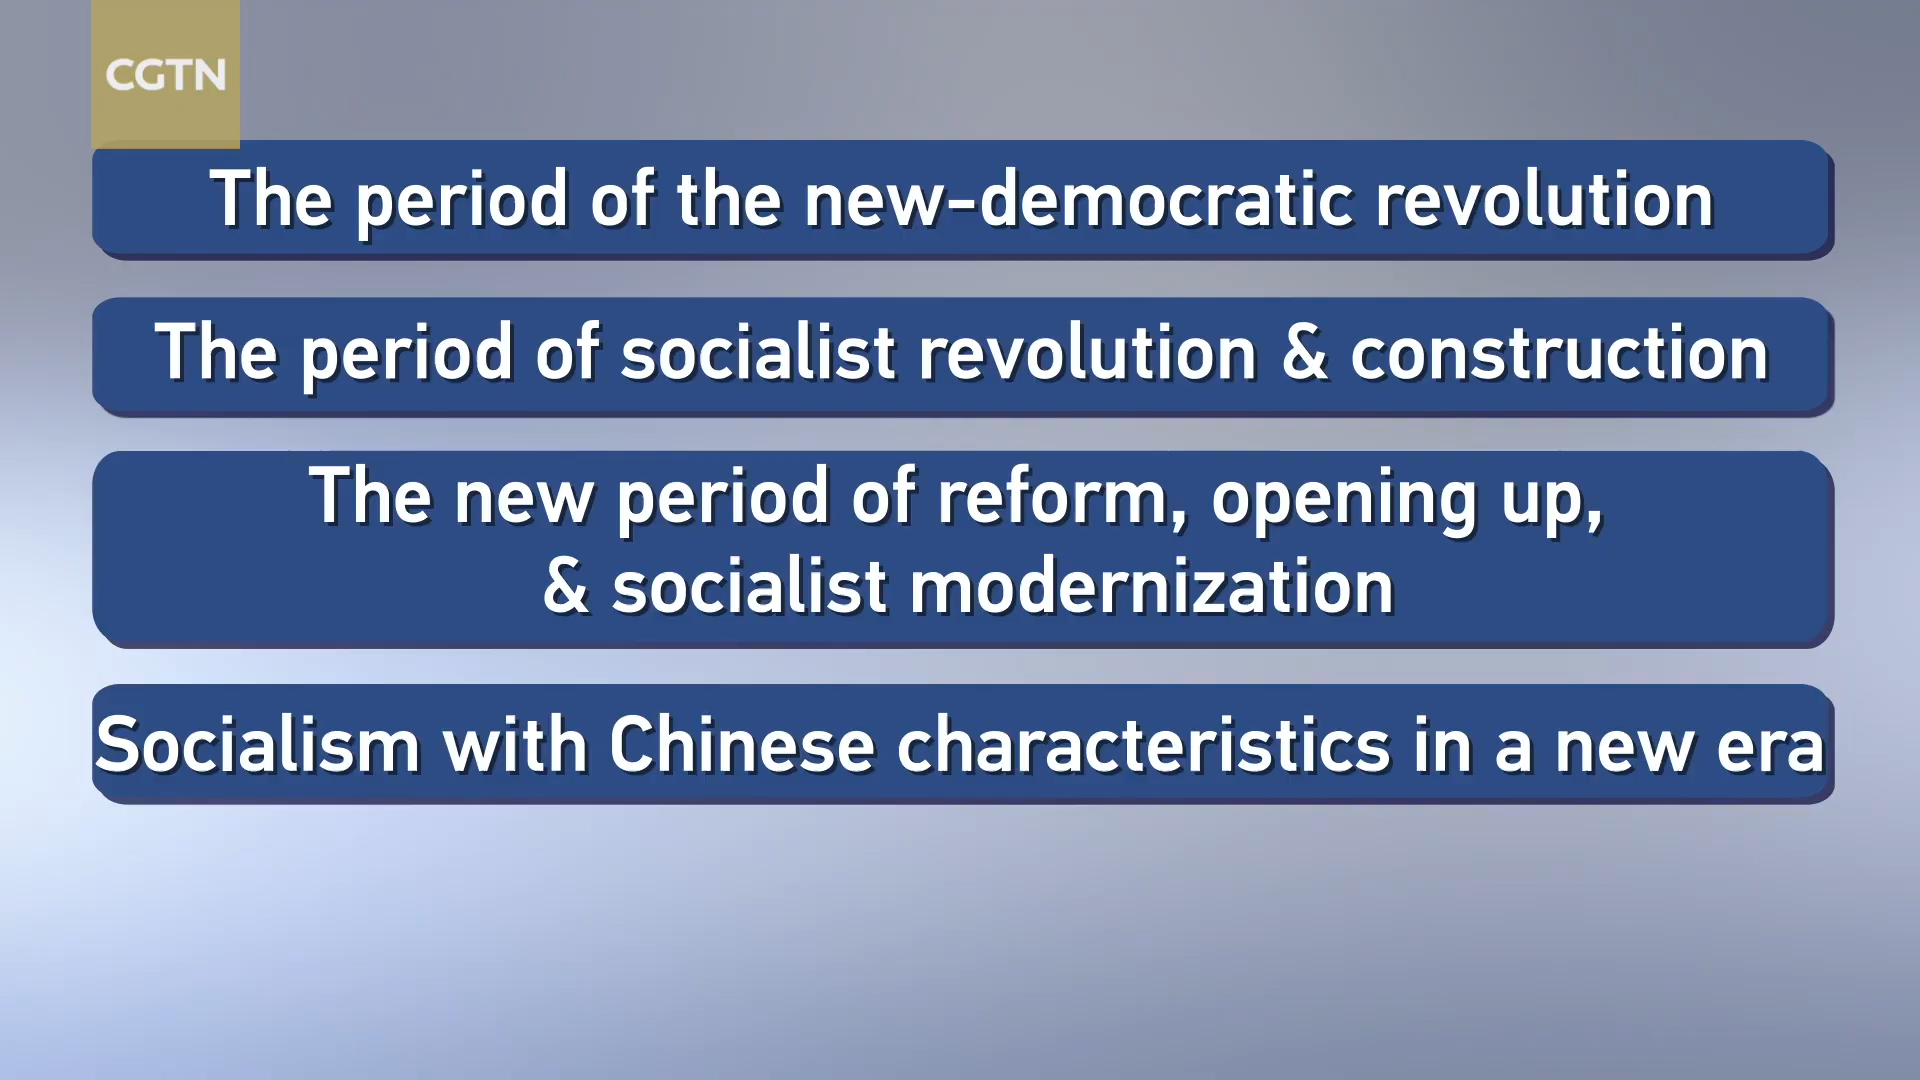 CGTN
The period of the new-democratic revolution
The period of socialist revolution & construction
The new period of reform, opening up,
& socialist modernization
Socialism with Chinese characteristics in a new era